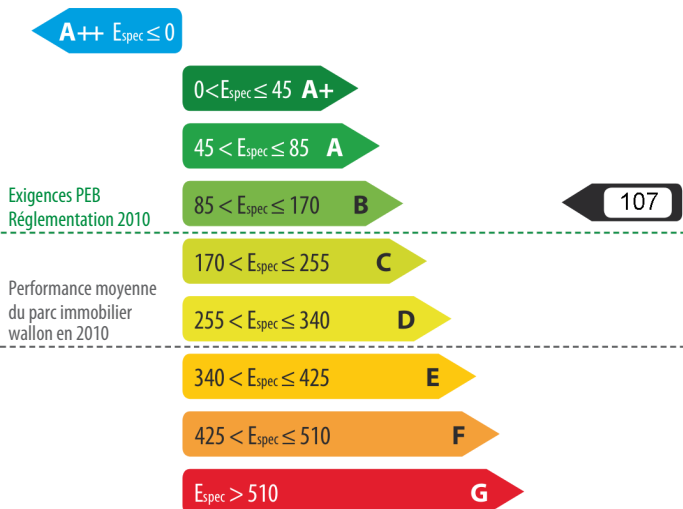 A++ Espec ≤ 0
0 < Espec ≤ 45 A+
45 < Espec ≤ 85 A
Exigences PEB
Réglementation 2010
85 < Espec ≤ 170 B
107
170 < Espec ≤ 255 C
Performance moyenne
du parc immobilier
wallon en 2010
255 < Espec ≤ 340 D
340 < Espec ≤ 425 E
425 < Espec ≤ 510 F
Espec > 510 G